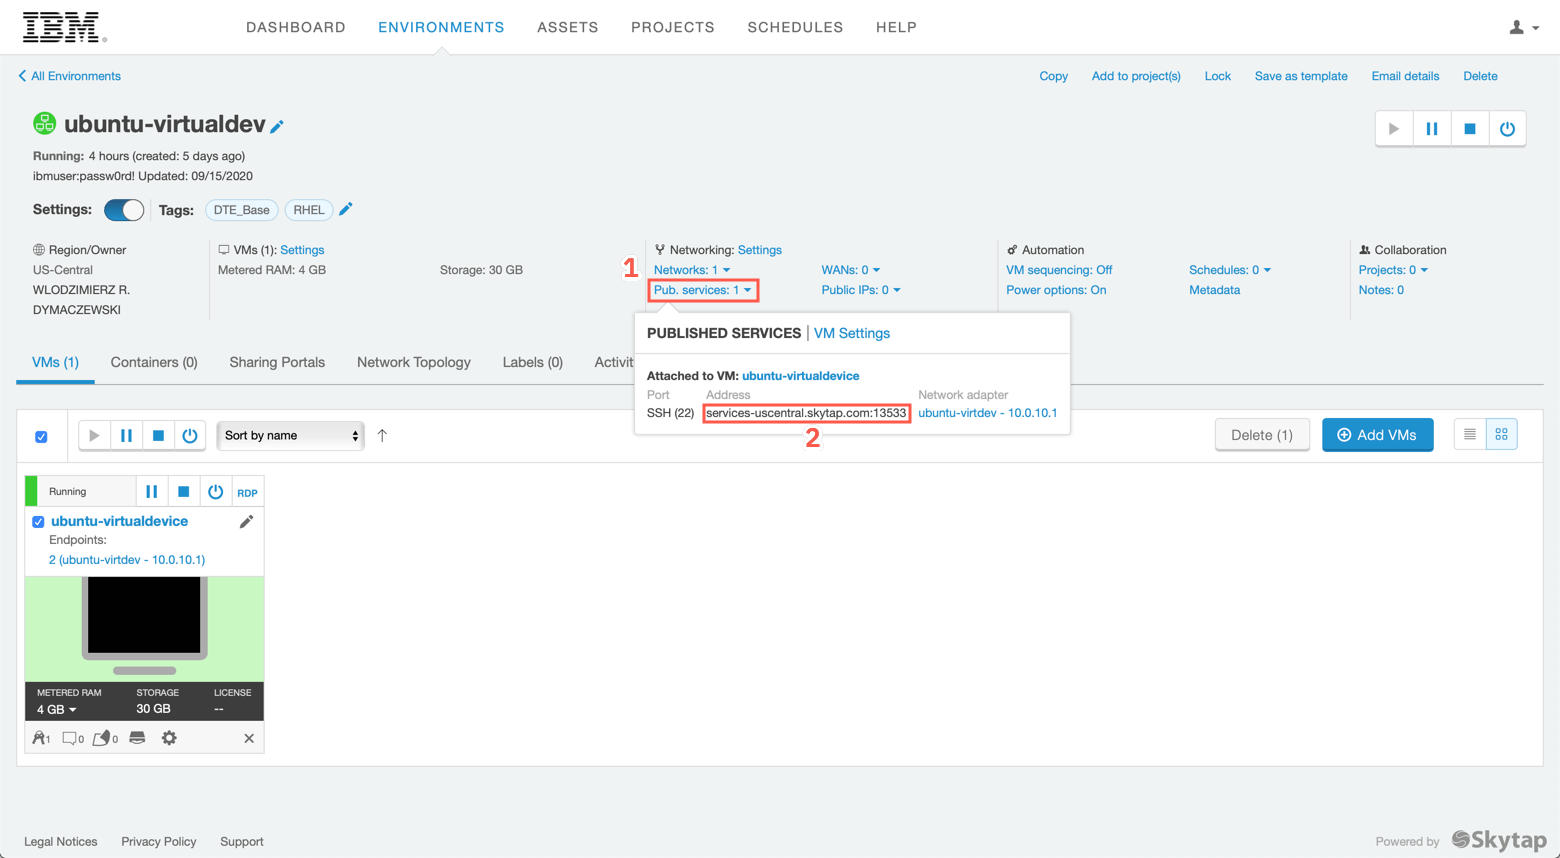 IBM
DASHBOARD ENVIRONMENTS ASSETS PROJECTS SCHEDULES HELP
All Environments
Copy Add to project(s) Lock Save as template Email details Delete
ubuntu-virtualdev
Running: 4 hours (created: 5 days ago)
ibmuser:passw0rd! Updated: 09/15/2020
Settings: Tags: DTE_Base RHEL
Region/Owner
US-Central
WLODZIMIERZ R.
DYMACZEWSKI
VMs (1): Settings
Metered RAM: 4 GB Storage: 30 GB
Networking: Settings
1 Networks: 1 WANs: 0
Pub. services: 1 Public IPs: 0
Automation
VM sequencing: Off Schedules: 0
Power options: On Metadata
Collaboration
Projects: 0
Notes: 0
PUBLISHED SERVICES | VM Settings
Attached to VM: ubuntu-virtualdevice
Port Address Network adapter
SSH (22) services-uscentral.skytap.com:13533 ubuntu-virtdev - 10.0.10.1
2
VMs (1) Containers (0) Sharing Portals Network Topology Labels (0) Activit
Sort by name
Delete (1) Add VMs
Running RDP
ubuntu-virtualdevice
Endpoints:
2 (ubuntu-virtdev - 10.0.10.1)
METERED RAM STORAGE LICENSE
4 GB 30 GB --
1 0 0
Legal Notices Privacy Policy Support
Powered by Skytap